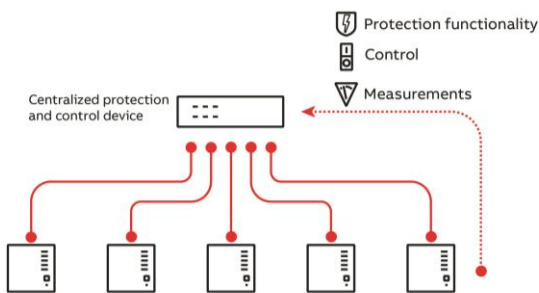 Protection functionality
Control
Measurements
Centralized protection
and control device